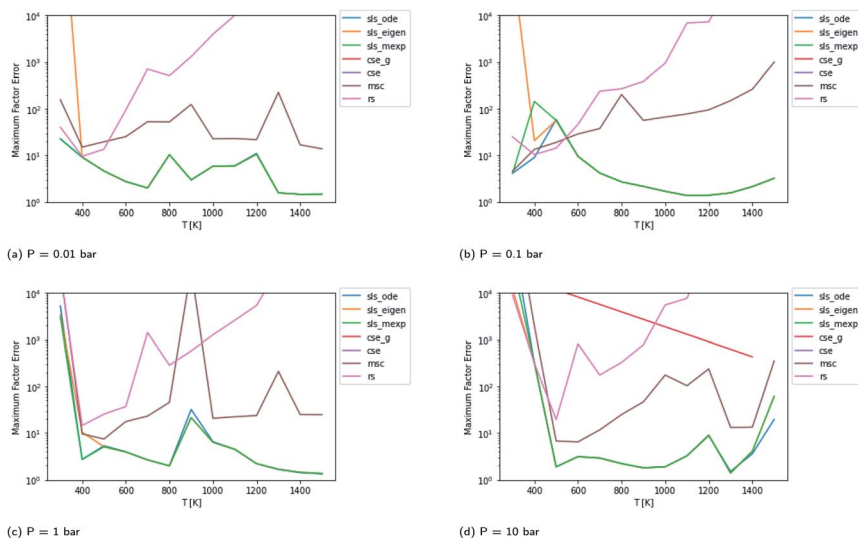 10⁴
10³
10²
10¹
10⁰
Maximum Factor Error
400 600 800 1000 1200 1400
T [K]
sls_ode
sls_eigen
sls_mexp
cse_g
cse
msc
rs
(a) P = 0.01 bar
10⁴
10³
10²
10¹
10⁰
Maximum Factor Error
400 600 800 1000 1200 1400
T [K]
sls_ode
sls_eigen
sls_mexp
cse_g
cse
msc
rs
(b) P = 0.1 bar
10⁴
10³
10²
10¹
10⁰
Maximum Factor Error
400 600 800 1000 1200 1400
T [K]
sls_ode
sls_eigen
sls_mexp
cse_g
cse
msc
rs
(c) P = 1 bar
10⁴
10³
10²
10¹
10⁰
Maximum Factor Error
400 600 800 1000 1200 1400
T [K]
sls_ode
sls_eigen
sls_mexp
cse_g
cse
msc
rs
(d) P = 10 bar